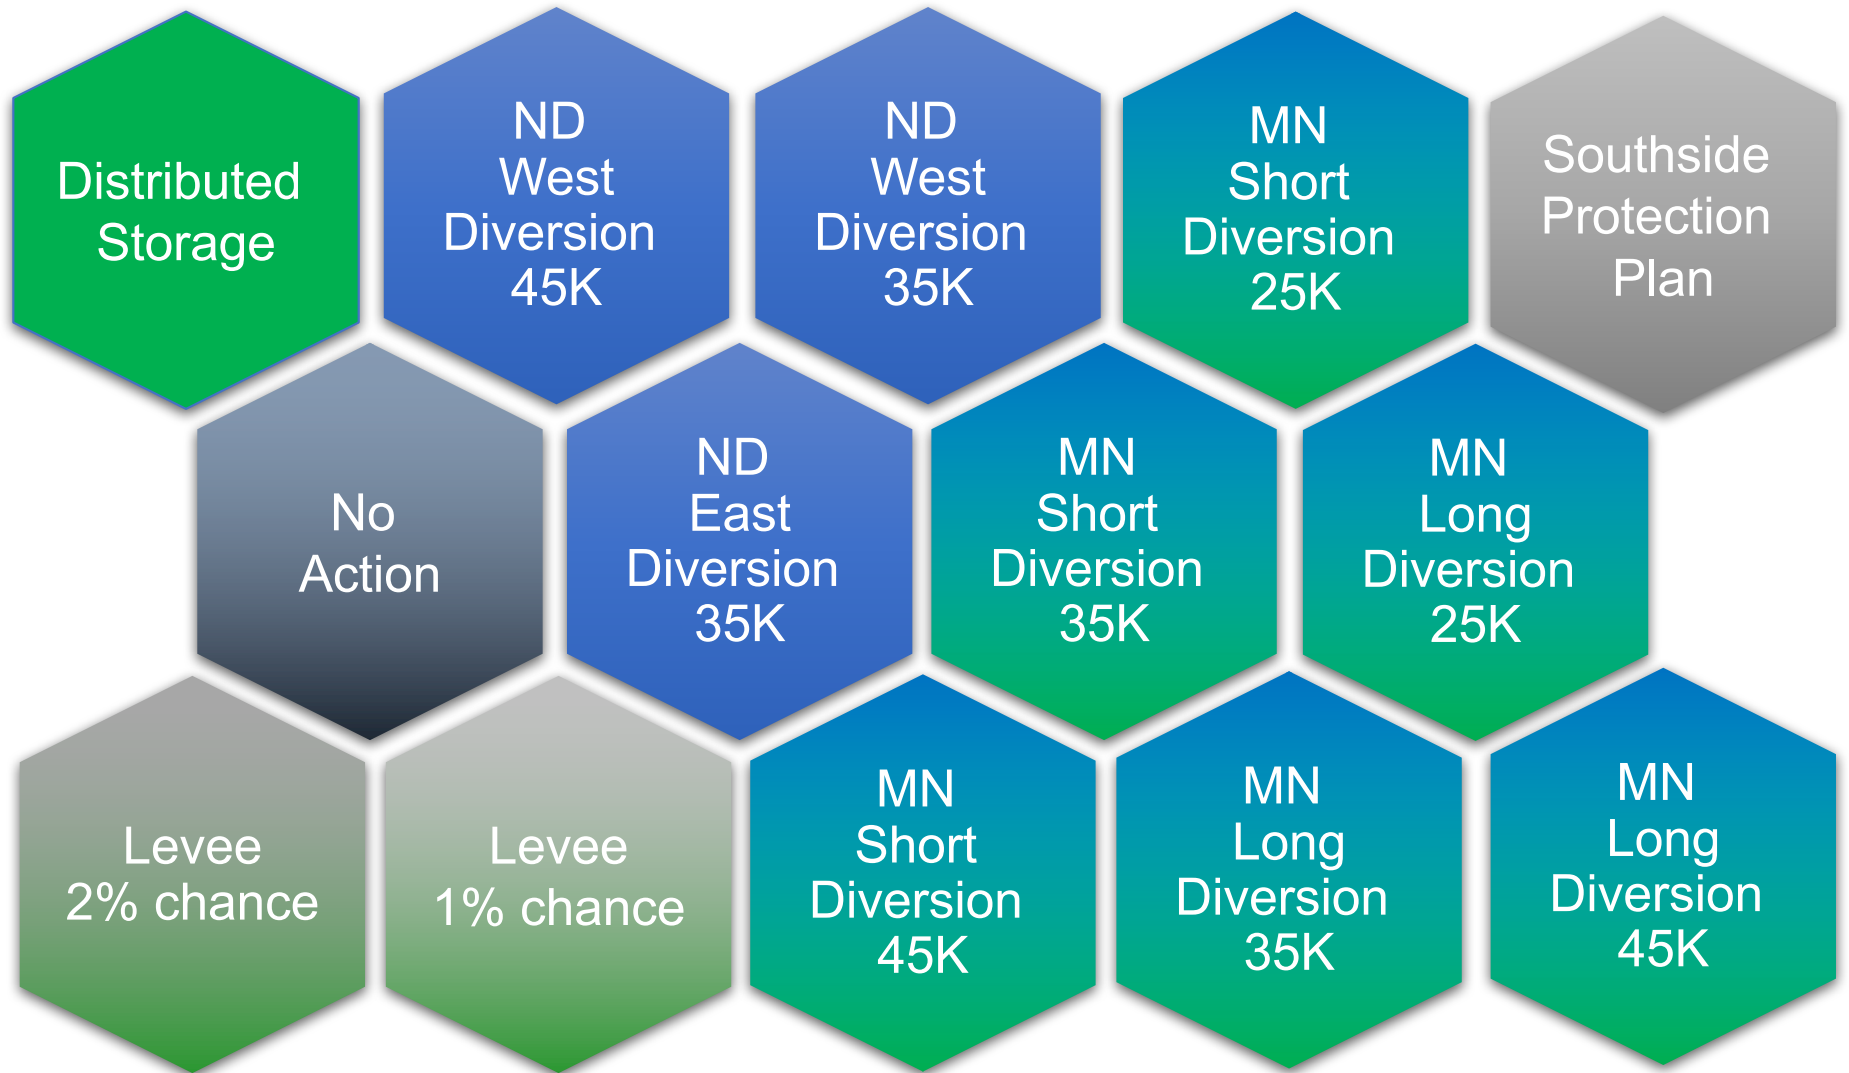 Distributed
Storage
ND
West
Diversion
45K
ND
West
Diversion
35K
MN
Short
Diversion
25K
Southside
Protection
Plan
No
Action
ND
East
Diversion
35K
MN
Short
Diversion
35K
MN
Long
Diversion
25K
Levee
2% chance
Levee
1% chance
MN
Short
Diversion
45K
MN
Long
Diversion
35K
MN
Long
Diversion
45K